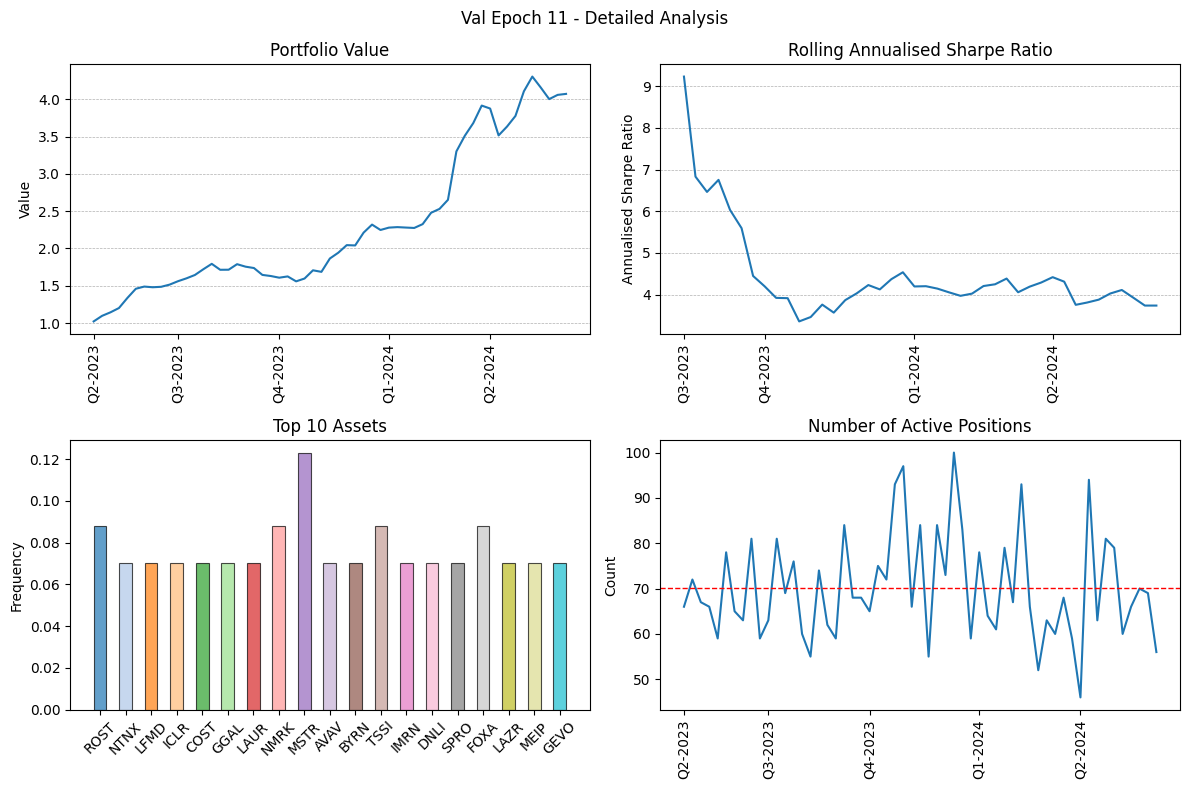 Val Epoch 11 - Detailed Analysis
Portfolio Value
Value
4.0
3.5
3.0
2.5
2.0
1.5
1.0
Q2-2023
Q3-2023
Q4-2023
Q1-2024
Q2-2024
Rolling Annualised Sharpe Ratio
Annualised Sharpe Ratio
9
8
7
6
5
4
Q3-2023
Q4-2023
Q1-2024
Q2-2024
Top 10 Assets
Frequency
0.12
0.10
0.08
0.06
0.04
0.02
0.00
ROST
NTNX
LFMD
ICLR
COST
GGAL
LAUR
NMRK
MSTR
AVAV
BYRN
TSSI
IMRN
DNLI
SPRO
FOXA
LAZR
MEIP
GEVO
Number of Active Positions
Count
100
90
80
70
60
50
Q2-2023
Q3-2023
Q4-2023
Q1-2024
Q2-2024